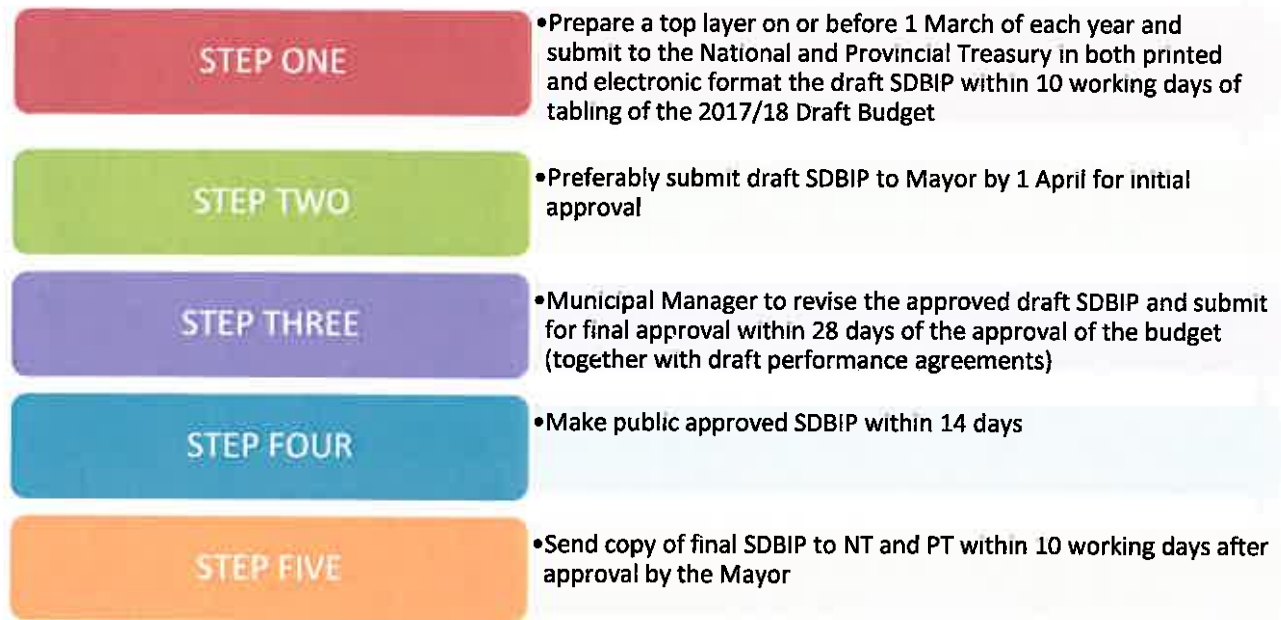 STEP ONE
•Prepare a top layer on or before 1 March of each year and
submit to the National and Provincial Treasury in both printed
and electronic format the draft SDBIP within 10 working days of
tabling of the 2017/18 Draft Budget
STEP TWO
•Preferably submit draft SDBIP to Mayor by 1 April for initial
approval
STEP THREE
•Municipal Manager to revise the approved draft SDBIP and submit
for final approval within 28 days of the approval of the budget
(together with draft performance agreements)
STEP FOUR
•Make public approved SDBIP within 14 days
STEP FIVE
•Send copy of final SDBIP to NT and PT within 10 working days after
approval by the Mayor